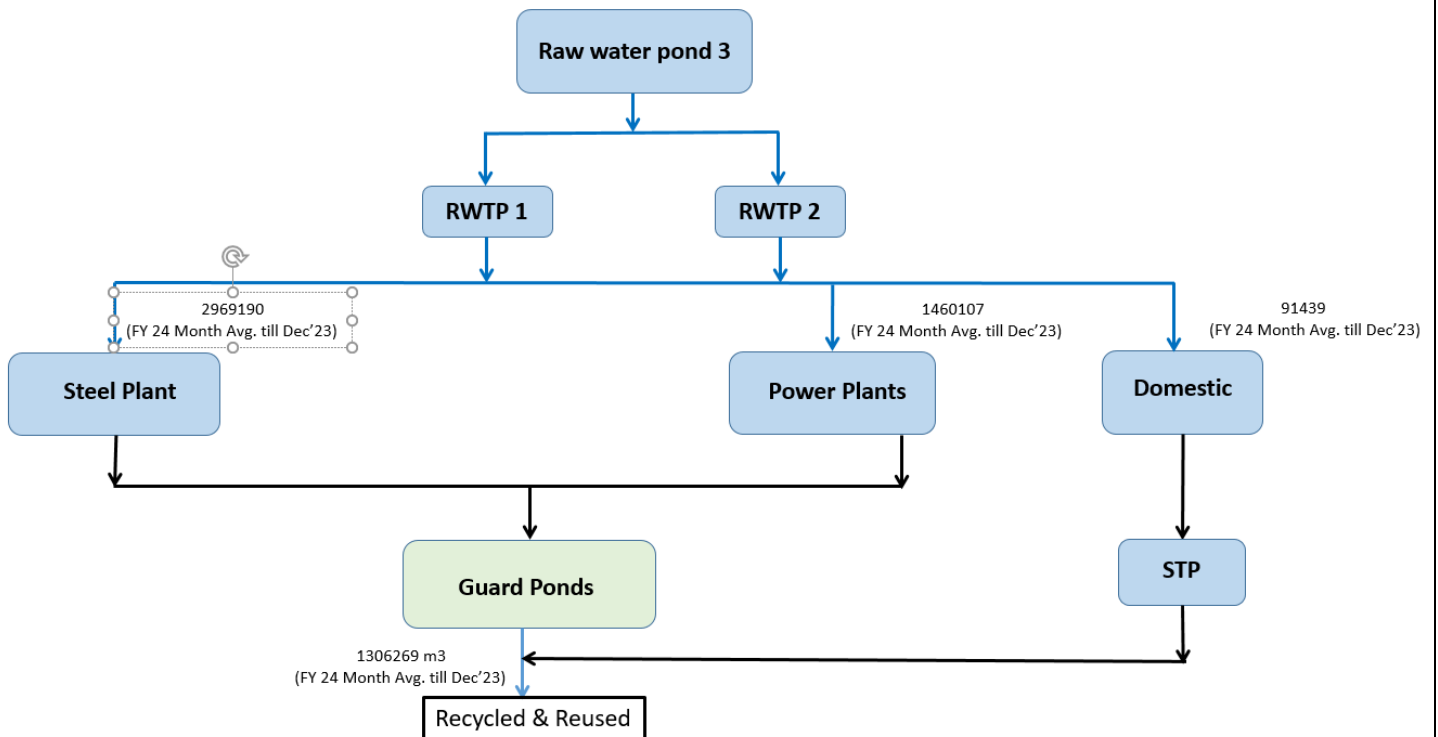 Raw water pond 3
RWTP 1
RWTP 2
2969190
(FY 24 Month Avg. till Dec’23)
1460107
(FY 24 Month Avg. till Dec’23)
91439
(FY 24 Month Avg. till Dec’23)
Steel Plant
Power Plants
Domestic
Guard Ponds
STP
1306269 m3
(FY 24 Month Avg. till Dec’23)
Recycled & Reused